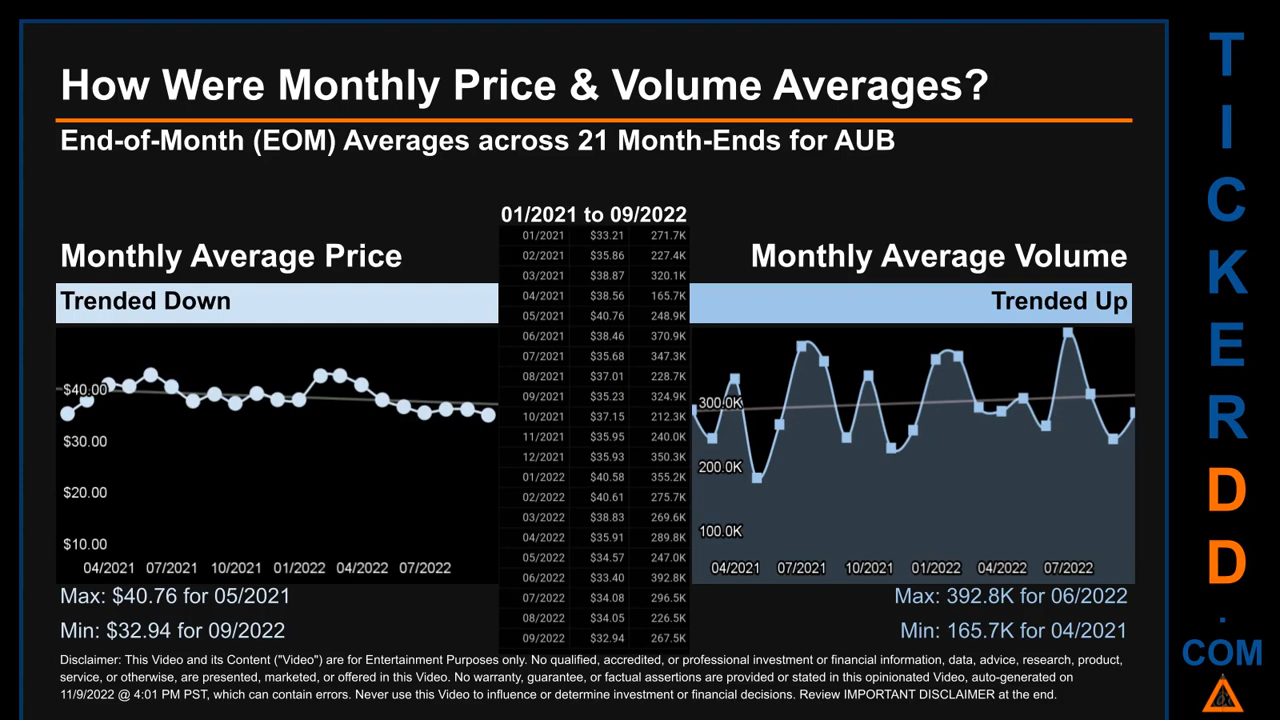 How Were Monthly Price & Volume Averages?
End-of-Month (EOM) Averages across 21 Month-Ends for AUB
01/2021 to 09/2022
Monthly Average Price
Trended Down
$40.00
$30.00
$20.00
$10.00
04/2021 07/2021 10/2021 01/2022 04/2022 07/2022
Max: $40.76 for 05/2021
Min: $32.94 for 09/2022
01/2021 $33.21 271.7K
02/2021 $35.86 227.4K
03/2021 $38.87 320.1K
04/2021 $38.56 165.7K
05/2021 $40.76 248.9K
06/2021 $38.46 370.9K
07/2021 $35.68 347.3K
08/2021 $37.01 228.7K
09/2021 $35.23 324.9K
10/2021 $37.15 212.3K
11/2021 $35.95 240.0K
12/2021 $35.93 350.3K
01/2022 $40.58 355.2K
02/2022 $40.61 275.7K
03/2022 $38.83 269.6K
04/2022 $35.91 289.8K
05/2022 $34.57 247.0K
06/2022 $33.40 392.8K
07/2022 $34.08 296.5K
08/2022 $34.05 226.5K
09/2022 $32.94 267.5K
Monthly Average Volume
Trended Up
300.0K
200.0K
100.0K
04/2021 07/2021 10/2021 01/2022 04/2022 07/2022
Max: 392.8K for 06/2022
Min: 165.7K for 04/2021
Disclaimer: This Video and its Content ("Video") are for Entertainment Purposes only. No qualified, accredited, or professional investment or financial information, data, advice, research, product,
service, or otherwise, are presented, marketed, or offered in this Video. No warranty, guarantee, or factual assertions are provided or stated in this opinionated Video, auto-generated on
11/9/2022 @ 4:01 PM PST, which can contain errors. Never use this Video to influence or determine investment or financial decisions. Review IMPORTANT DISCLAIMER at the end.
T
I
C
K
E
R
D
D
.
COM